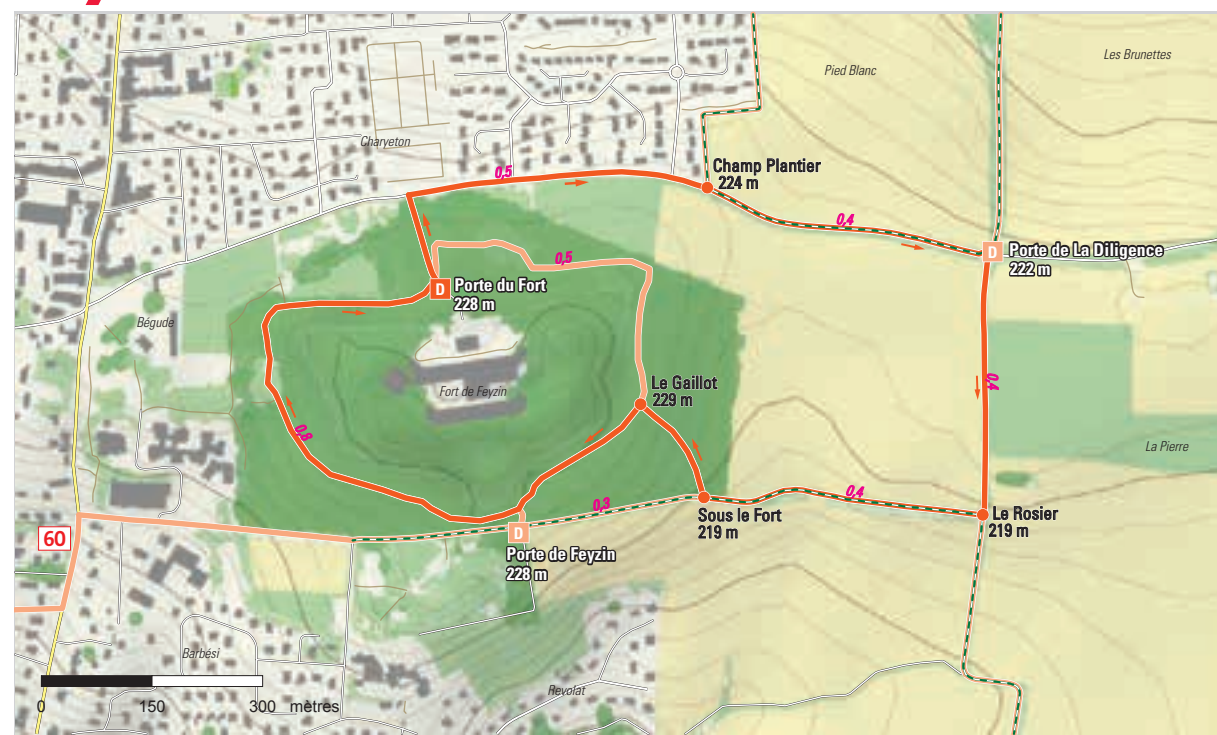 Les Brunettes
Pied Blanc
Charyeton
0,5
Champ Plantier
224 m
0,4
Porte de La Diligence
222 m
0,5
Porte du Fort
228 m
D
D
Bégude
Fort de Feyzin
Le Gaillot
229 m
0,4
0,8
La Pierre
0,4
0,3
Sous le Fort
219 m
Le Rosier
219 m
60
D
Porte de Feyzin
228 m
Barbési
Revolat
0 150 300 mètres